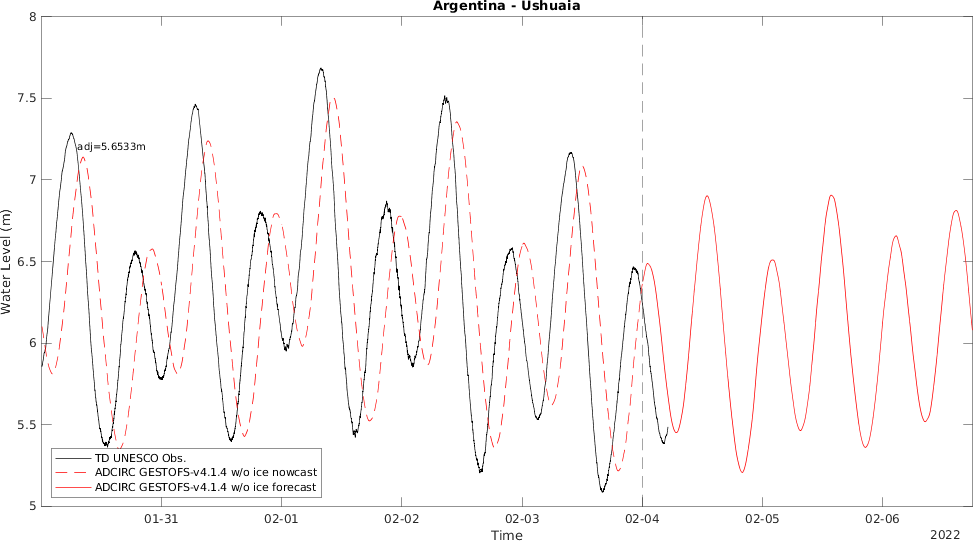 Argentina - Ushuaia
8
7.5
7
6.5
6
5.5
5
Water Level (m)
adj=5.6533m
TD UNESCO Obs.
ADCIRC GESTOFS-v4.1.4 w/o ice nowcast
ADCIRC GESTOFS-v4.1.4 w/o ice forecast
01-31 02-01 02-02 02-03 02-04 02-05 02-06
Time
2022